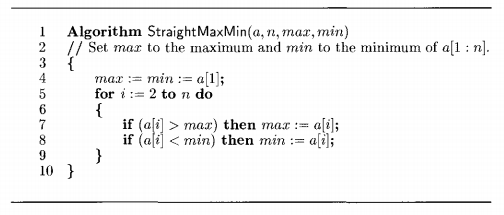 1 Algorithm StraightMaxMin(a, n, max, min)
2 // Set max to the maximum and min to the minimum of a[1 : n].
3 {
4 max := min := a[1];
5 for i := 2 to n do
6 {
7 if (a[i] > max) then max := a[i];
8 if (a[i] < min) then min := a[i];
9 }
10 }